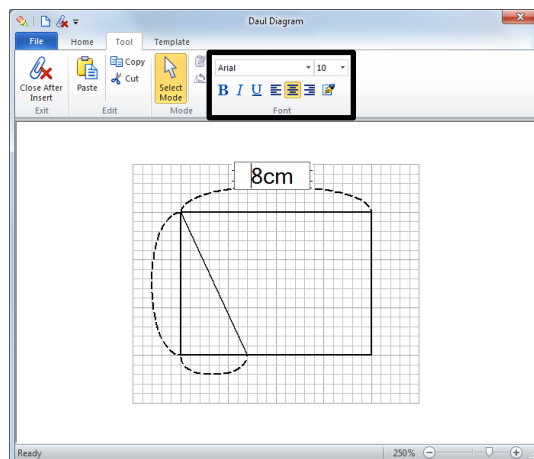 Daul Diagram
File Home Tool Template
Close After Insert
Exit
Paste
Copy
Cut
Edit
Select Mode
Mode
Arial 10
B I U
Font
8cm
Ready 250%